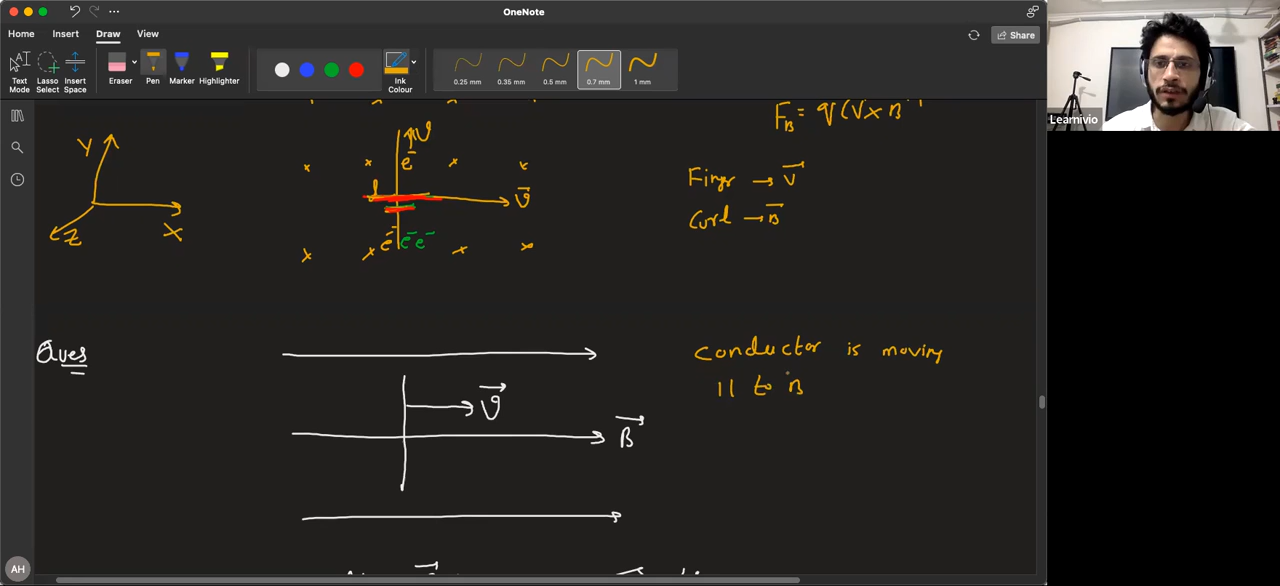 OneNote
Home Insert Draw View
Share
Text Mode
Lasso Select
Insert Space
Eraser
Pen
Marker
Highlighter
Ink Colour
0.25 mm
0.35 mm
0.5 mm
0.7 mm
1 mm
Learnivio
Y
X
Z
e-
l
e- e- e-
F_B = q(V×B
Fingr → V
Curl → B
Ques
V
B
Conductor is moving
|| to B
AH